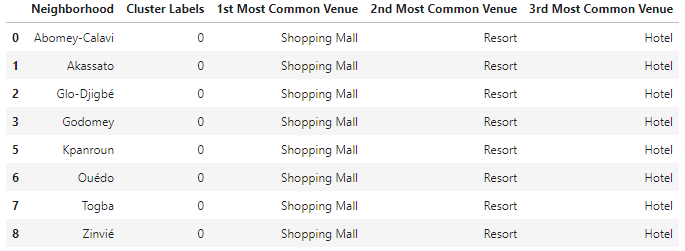 Neighborhood Cluster Labels 1st Most Common Venue 2nd Most Common Venue 3rd Most Common Venue
0 Abomey-Calavi 0 Shopping Mall Resort Hotel
1 Akassato 0 Shopping Mall Resort Hotel
2 Glo-Djigbé 0 Shopping Mall Resort Hotel
3 Godomey 0 Shopping Mall Resort Hotel
5 Kpanroun 0 Shopping Mall Resort Hotel
6 Ouédo 0 Shopping Mall Resort Hotel
7 Togba 0 Shopping Mall Resort Hotel
8 Zinvié 0 Shopping Mall Resort Hotel